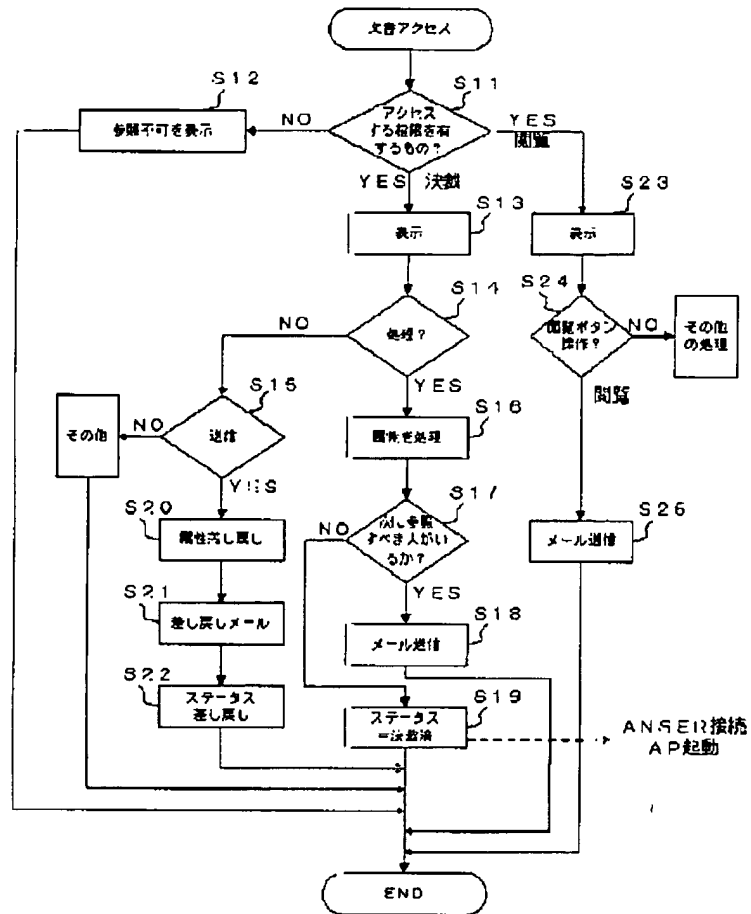 文書アクセス
S12
S11
参照不可を表示
NO
アクセス
する権限を有
するもの?
YES
閲覧
YES 決裁
S13
S23
表示
表示
S14
S24
NO
処理?
閲覧ボタン
操作?
NO
その他
の処理
S15
YES
閲覧
その他
NO
送信
S16
属性を処理
YES
S17
S20
NO
次に参照
すべき人がい
るか?
S26
属性差し戻し
メール送信
S21
YES
差し戻しメール
S18
メール送信
S22
ステータス
差し戻し
S19
ステータス
=決裁済
ANSER接続
AP起動
END